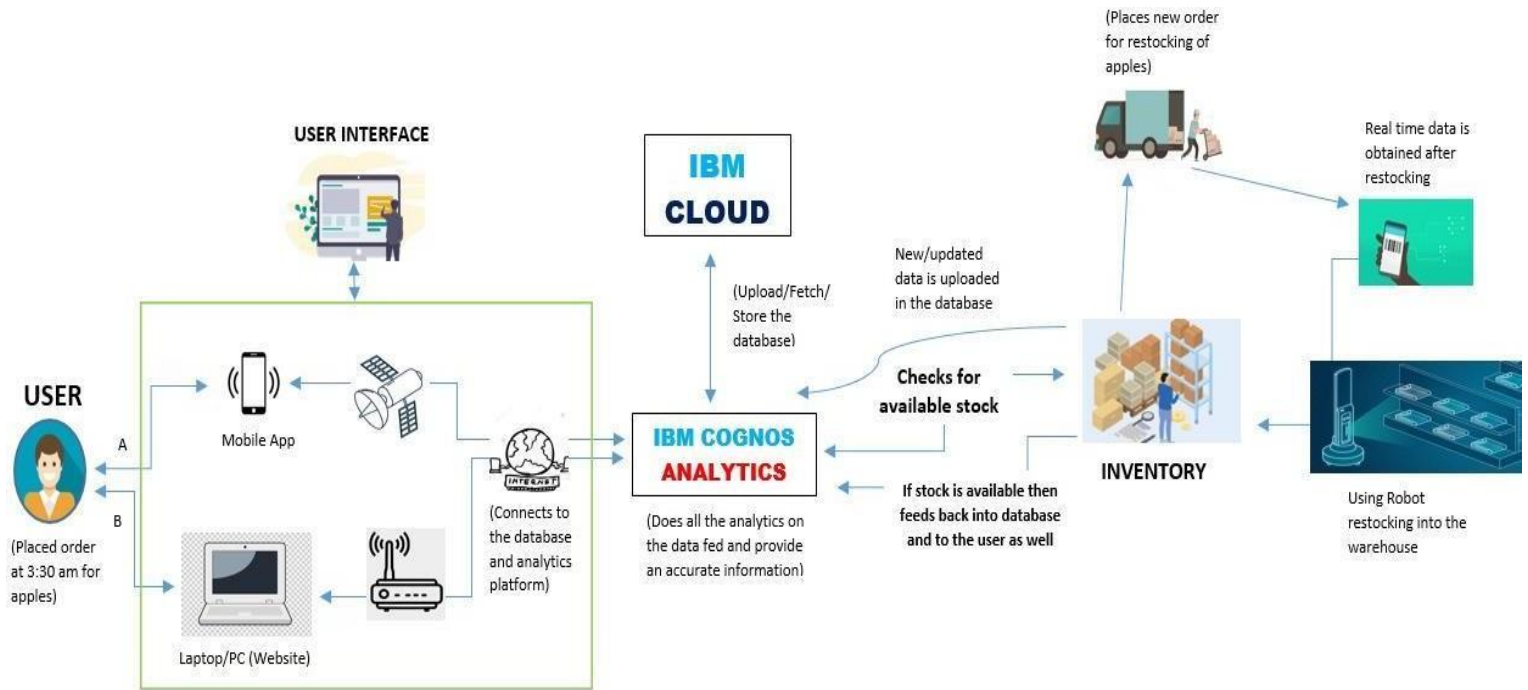 USER INTERFACE
USER
A
B
(Placed order
at 3:30 am for
apples)
Mobile App
Laptop/PC (Website)
INTERNET
(Connects to
the database
and analytics
platform)
IBM
CLOUD
(Upload/Fetch/
Store the
database)
IBM COGNOS
ANALYTICS
(Does all the analytics on
the data fed and provide
an accurate information)
New/updated
data is uploaded
in the database
Checks for
available stock
If stock is available then
feeds back into database
and to the user as well
(Places new order
for restocking of
apples)
Real time data is
obtained after
restocking
INVENTORY
Using Robot
restocking into the
warehouse